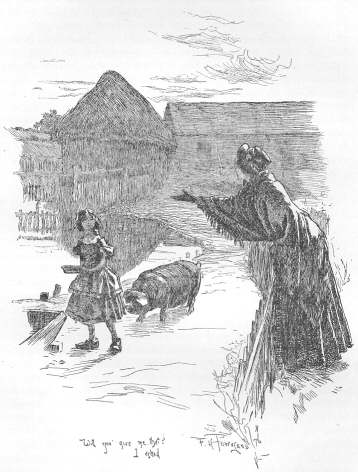 'Will you give me that?'
I asked
F. H. Townsend